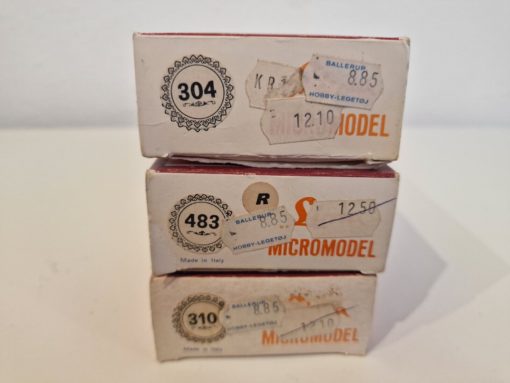 304
BALLERUP
8.85
HOBBY-LEGETØJ
12.10
MICROMODEL
483
R
BALLERUP
8.85
HOBBY-LEGETØJ
12.50
MICROMODEL
Made in Italy
310
BALLERUP
8.85
HOBBY-LEGETØJ
12.10
MICROMODEL
Made in Italy